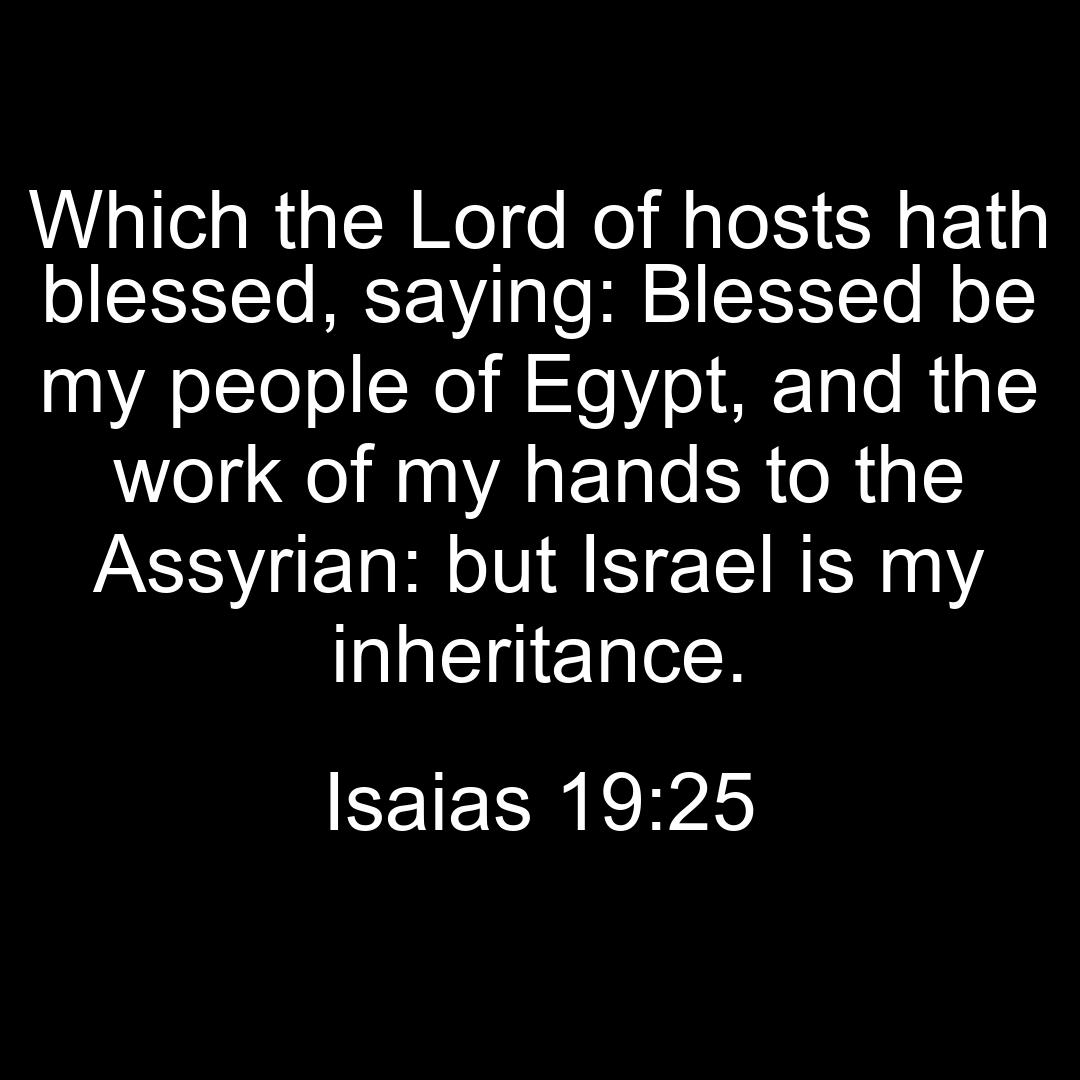 Which the Lord of hosts hath
blessed, saying: Blessed be
my people of Egypt, and the
work of my hands to the
Assyrian: but Israel is my
inheritance.
Isaias 19:25